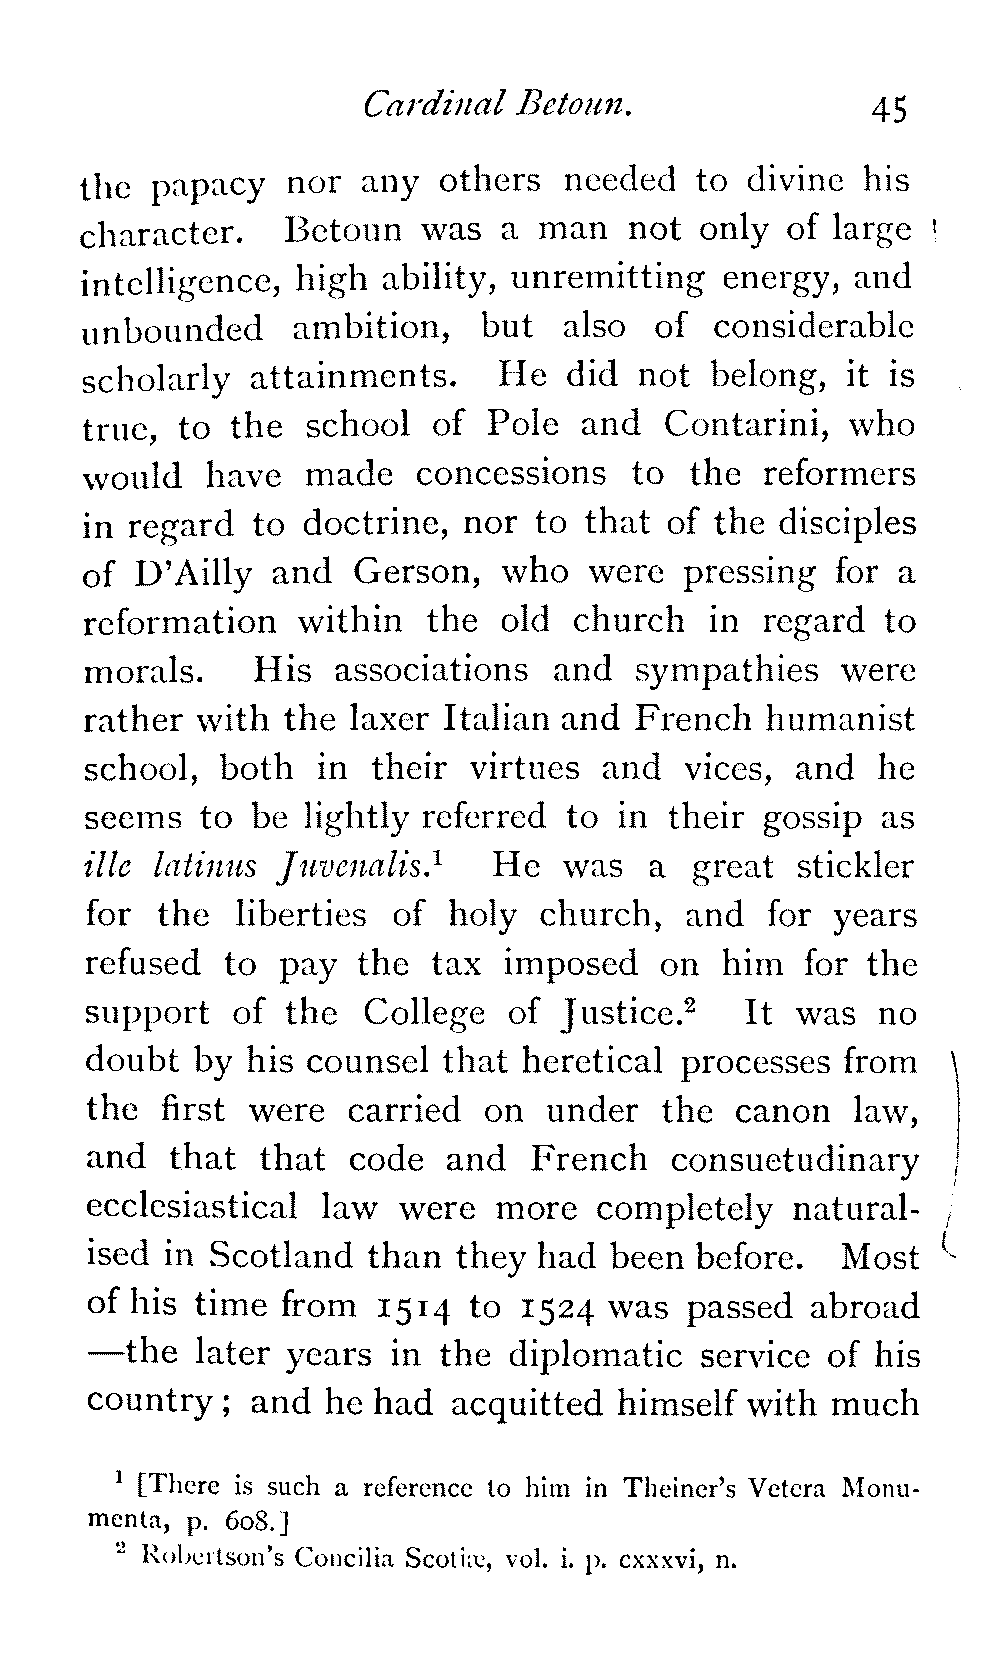 Cardinal Betoun. 45
the papacy nor any others needed to divine his
character. Betoun was a man not only of large
intelligence, high ability, unremitting energy, and
unbounded ambition, but also of considerable
scholarly attainments. He did not belong, it is
true, to the school of Pole and Contarini, who
would have made concessions to the reformers
in regard to doctrine, nor to that of the disciples
of D'Ailly and Gerson, who were pressing for a
reformation within the old church in regard to
morals. His associations and sympathies were
rather with the laxer Italian and French humanist
school, both in their virtues and vices, and he
seems to be lightly referred to in their gossip as
ille latinus Juvenalis.¹ He was a great stickler
for the liberties of holy church, and for years
refused to pay the tax imposed on him for the
support of the College of Justice.² It was no
doubt by his counsel that heretical processes from
the first were carried on under the canon law,
and that that code and French consuetudinary
ecclesiastical law were more completely natural-
ised in Scotland than they had been before. Most
of his time from 1514 to 1524 was passed abroad
—the later years in the diplomatic service of his
country; and he had acquitted himself with much
¹ [There is such a reference to him in Theiner's Vetera Monu-
menta, p. 608.]
² Robertson's Concilia Scotiæ, vol. i. p. cxxxvi, n.